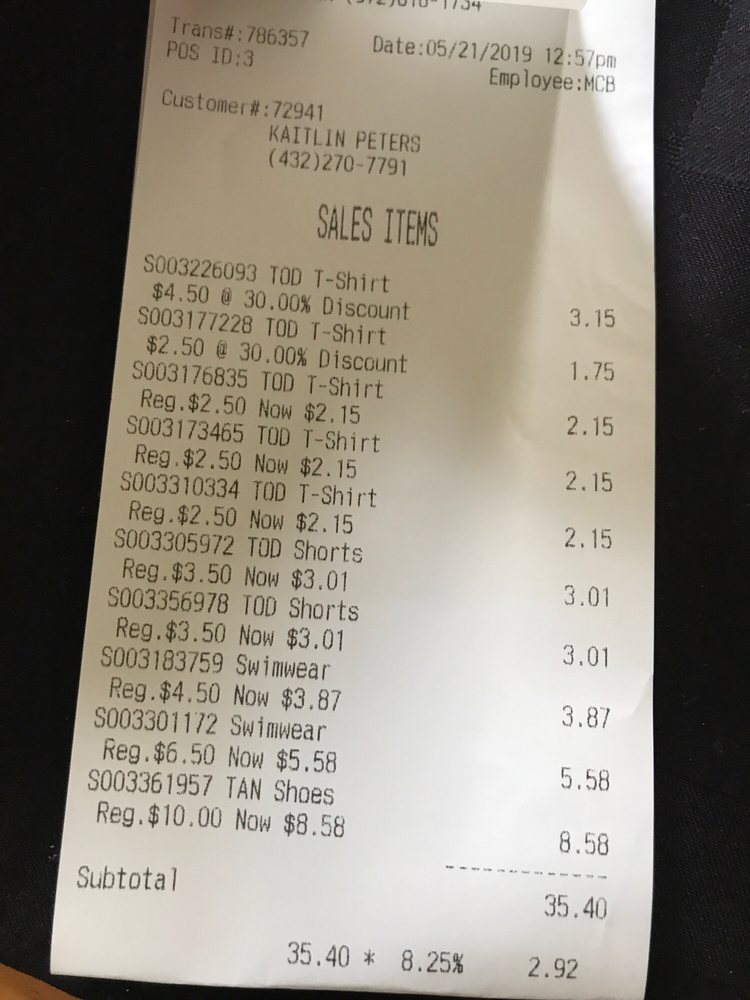 Trans#:786357 Date:05/21/2019 12:57pm
POS ID:3 Employee:MCB
Customer#:72941
KAITLIN PETERS
(432)270-7791
SALES ITEMS
S003226093 TOD T-Shirt
$4.50 @ 30.00% Discount 3.15
S003177228 TOD T-Shirt
$2.50 @ 30.00% Discount 1.75
S003176835 TOD T-Shirt
Reg.$2.50 Now $2.15 2.15
S003173465 TOD T-Shirt
Reg.$2.50 Now $2.15 2.15
S003310334 TOD T-Shirt
Reg.$2.50 Now $2.15 2.15
S003305972 TOD Shorts
Reg.$3.50 Now $3.01 3.01
S003356978 TOD Shorts
Reg.$3.50 Now $3.01 3.01
S003183759 Swimwear
Reg.$4.50 Now $3.87 3.87
S003301172 Swimwear
Reg.$6.50 Now $5.58 5.58
S003361957 TAN Shoes
Reg.$10.00 Now $8.58 8.58
Subtotal 35.40
35.40 * 8.25% 2.92